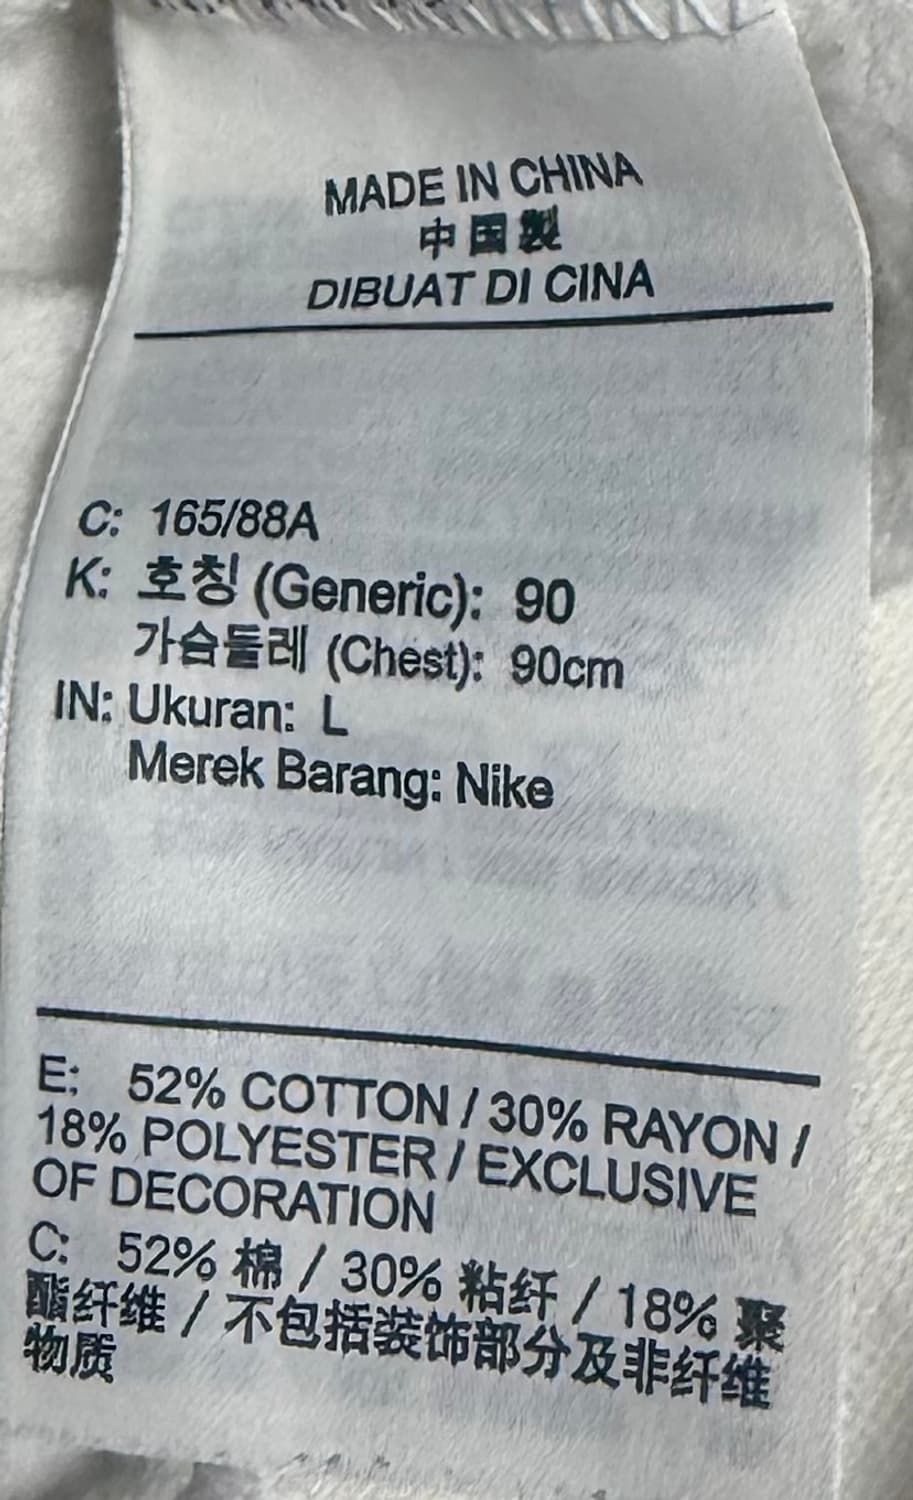 MADE IN CHINA
中国製
DIBUAT DI CINA
C: 165/88A
K: 호칭 (Generic): 90
가슴둘레 (Chest): 90cm
IN: Ukuran: L
Merek Barang: Nike
E: 52% COTTON / 30% RAYON /
18% POLYESTER / EXCLUSIVE
OF DECORATION
C: 52% 棉 / 30% 粘纤 / 18% 聚
酯纤维 / 不包括装饰部分及非纤维
物质